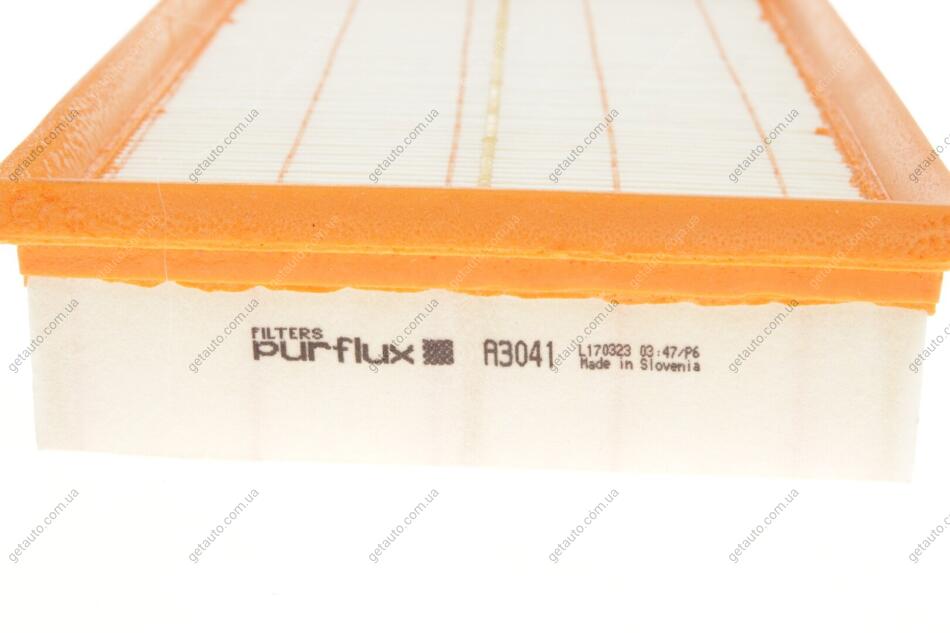 FILTERS
purflux A3041 L170323 03:47/P6
Made in Slovenia
getauto.com.ua